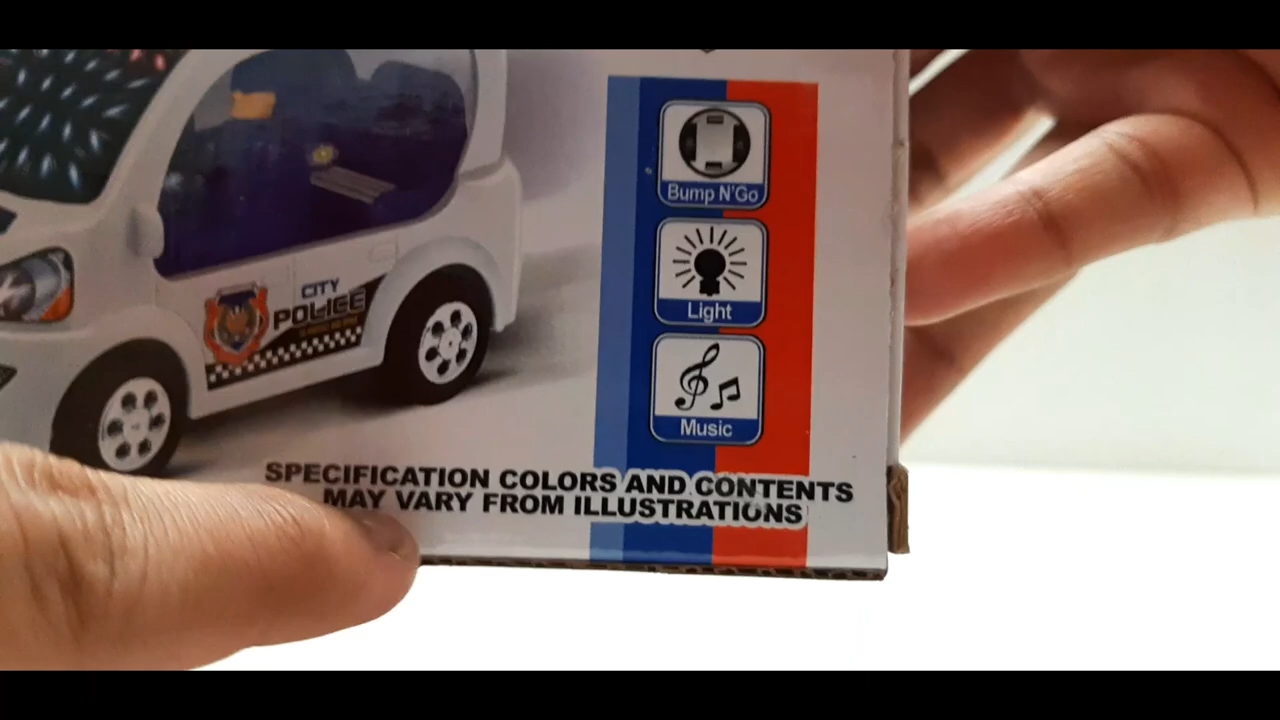 Bump N'Go
Light
CITY
POLICE
Music
SPECIFICATION COLORS AND CONTENTS
MAY VARY FROM ILLUSTRATIONS